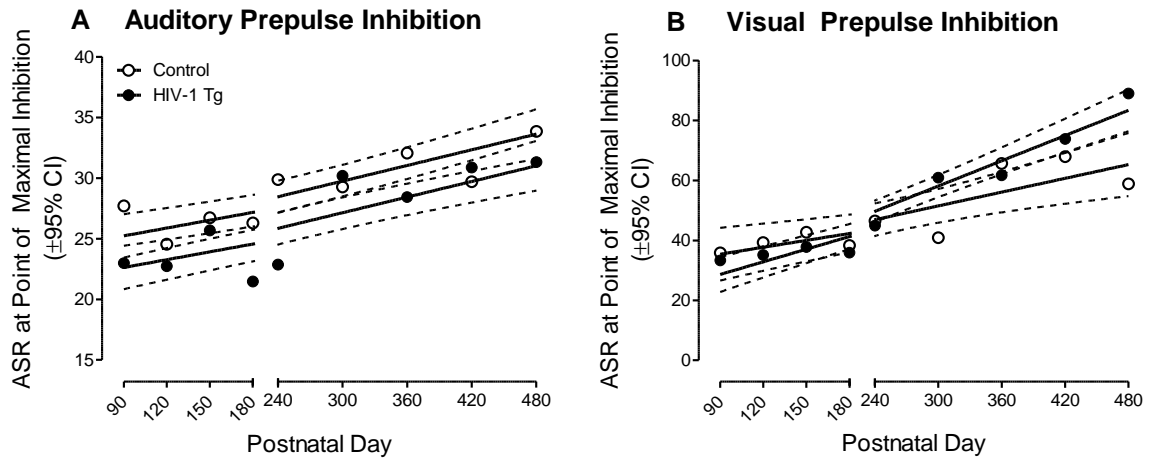 A Auditory Prepulse Inhibition
ASR at Point of Maximal Inhibition
(±95% CI)
40
35
30
25
20
15
Control
HIV-1 Tg
90 120 150 180 240 300 360 420 480
Postnatal Day
B Visual Prepulse Inhibition
ASR at Point of Maximal Inhibition
(±95% CI)
100
80
60
40
20
0
90 120 150 180 240 300 360 420 480
Postnatal Day